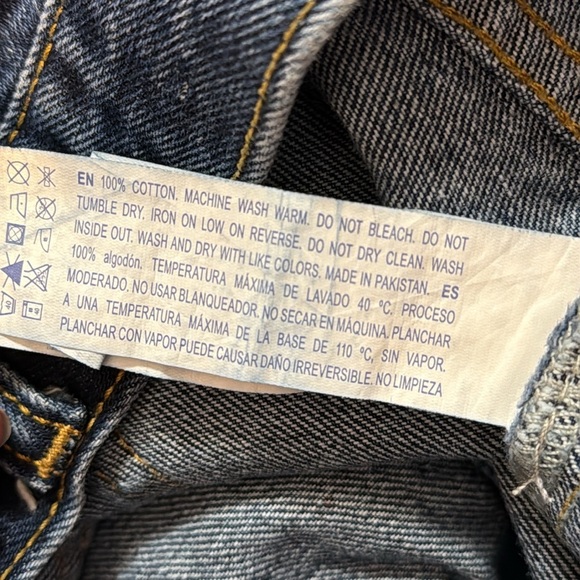 EN 100% COTTON. MACHINE WASH WARM. DO NOT BLEACH. DO NOT
TUMBLE DRY. IRON ON LOW ON REVERSE. DO NOT DRY CLEAN. WASH
INSIDE OUT. WASH AND DRY WITH LIKE COLORS. MADE IN PAKISTAN. ES
100% algodón. TEMPERATURA MÁXIMA DE LAVADO 40 ºC. PROCESO
MODERADO. NO USAR BLANQUEADOR. NO SECAR EN MÁQUINA. PLANCHAR
A UNA TEMPERATURA MÁXIMA DE LA BASE DE 110 ºC, SIN VAPOR.
PLANCHAR CON VAPOR PUEDE CAUSAR DAÑO IRREVERSIBLE. NO LIMPIEZA